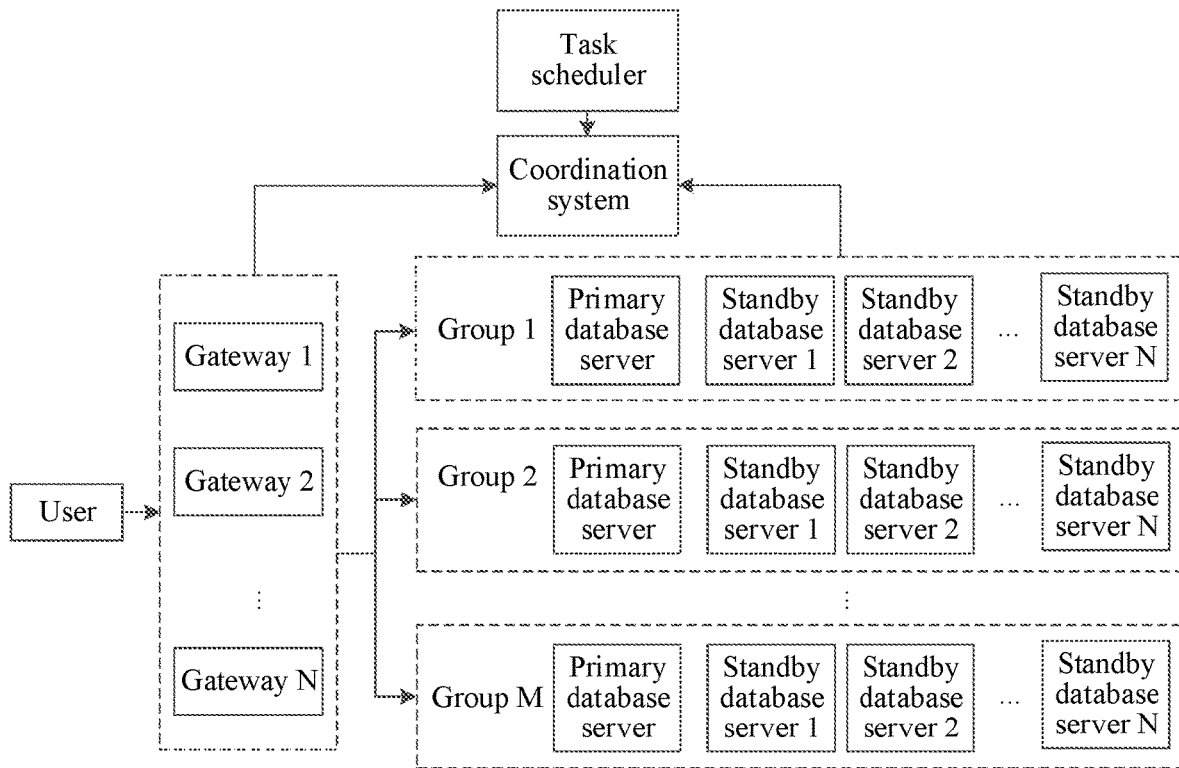 Task
scheduler
Coordination
system
User
Gateway 1
Gateway 2
⋮
Gateway N
Group 1
Primary
database
server
Standby
database
server 1
Standby
database
server 2
...
Standby
database
server N
Group 2
Primary
database
server
Standby
database
server 1
Standby
database
server 2
...
Standby
database
server N
⋮
Group M
Primary
database
server
Standby
database
server 1
Standby
database
server 2
...
Standby
database
server N